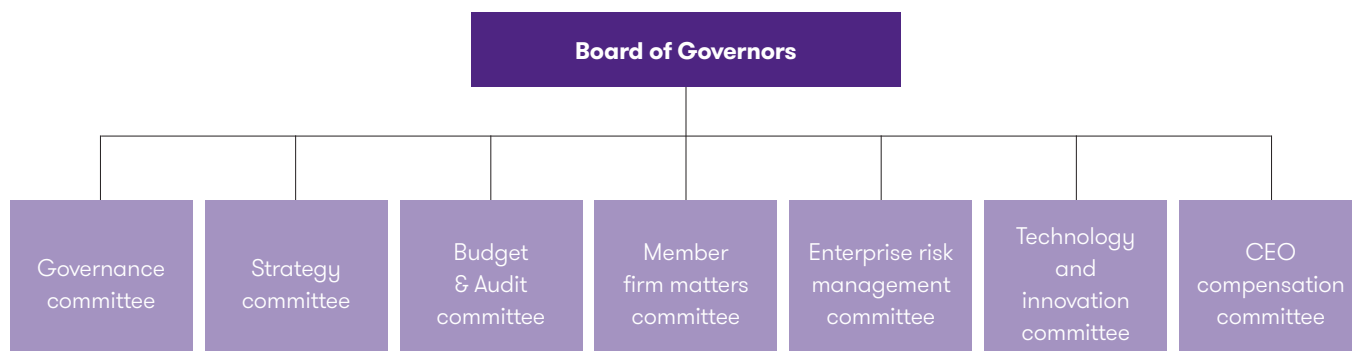 Board of Governors
Governance
committee
Strategy
committee
Budget
& Audit
committee
Member
firm matters
committee
Enterprise risk
management
committee
Technology
and
innovation
committee
CEO
compensation
committee